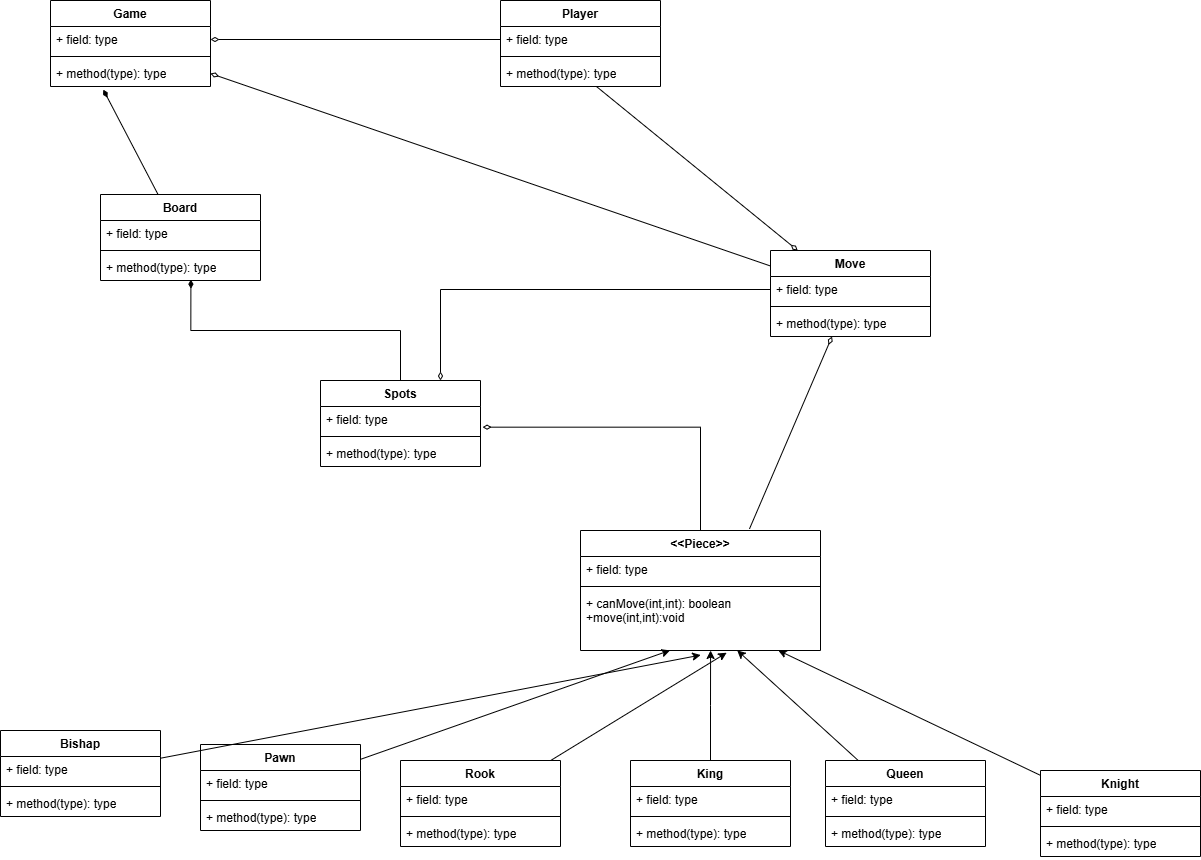 Game
+ field: type
+ method(type): type
Player
+ field: type
+ method(type): type
Board
+ field: type
+ method(type): type
Move
+ field: type
+ method(type): type
Spots
+ field: type
+ method(type): type
<<Piece>>
+ field: type
+ canMove(int,int): boolean
+move(int,int):void
Bishap
+ field: type
+ method(type): type
Pawn
+ field: type
+ method(type): type
Rook
+ field: type
+ method(type): type
King
+ field: type
+ method(type): type
Queen
+ field: type
+ method(type): type
Knight
+ field: type
+ method(type): type